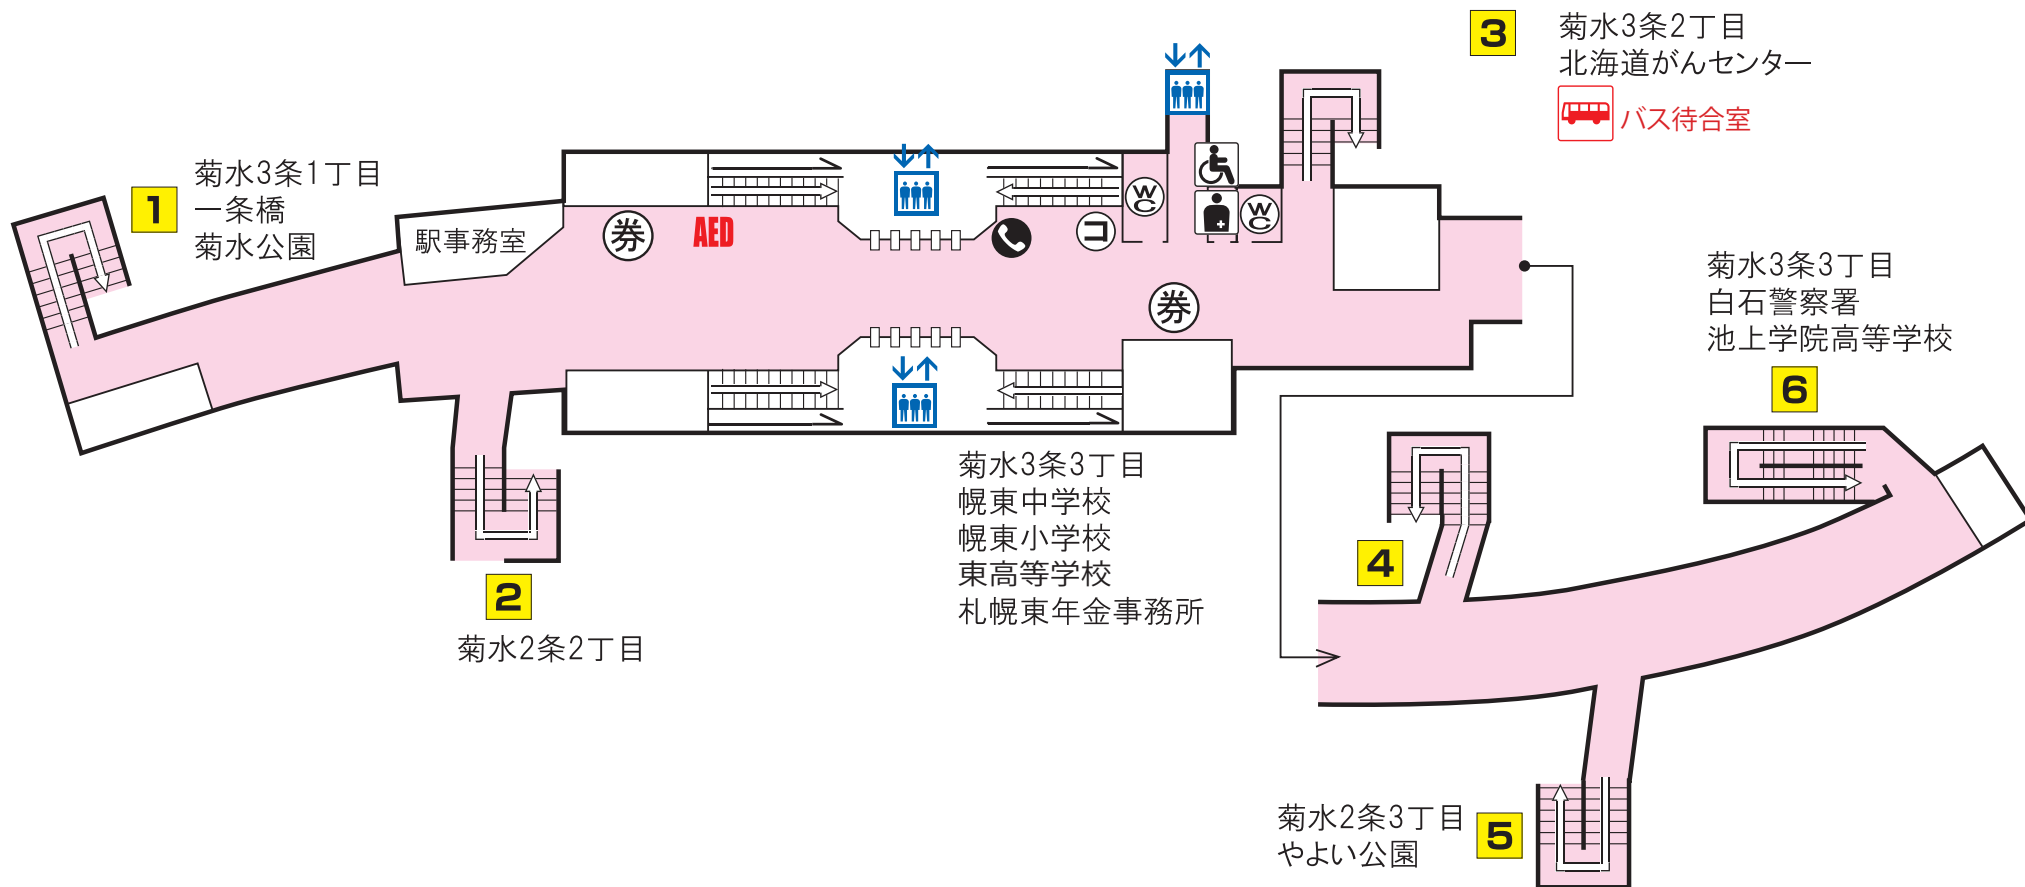 3
菊水3条2丁目
北海道がんセンター
バス待合室
1
菊水3条1丁目
一条橋
菊水公園
駅事務室
券
AED
コ
WC
WC
券
菊水3条3丁目
白石警察署
池上学院高等学校
6
菊水3条3丁目
幌東中学校
幌東小学校
東高等学校
札幌東年金事務所
4
2
菊水2条2丁目
菊水2条3丁目
やよい公園
5